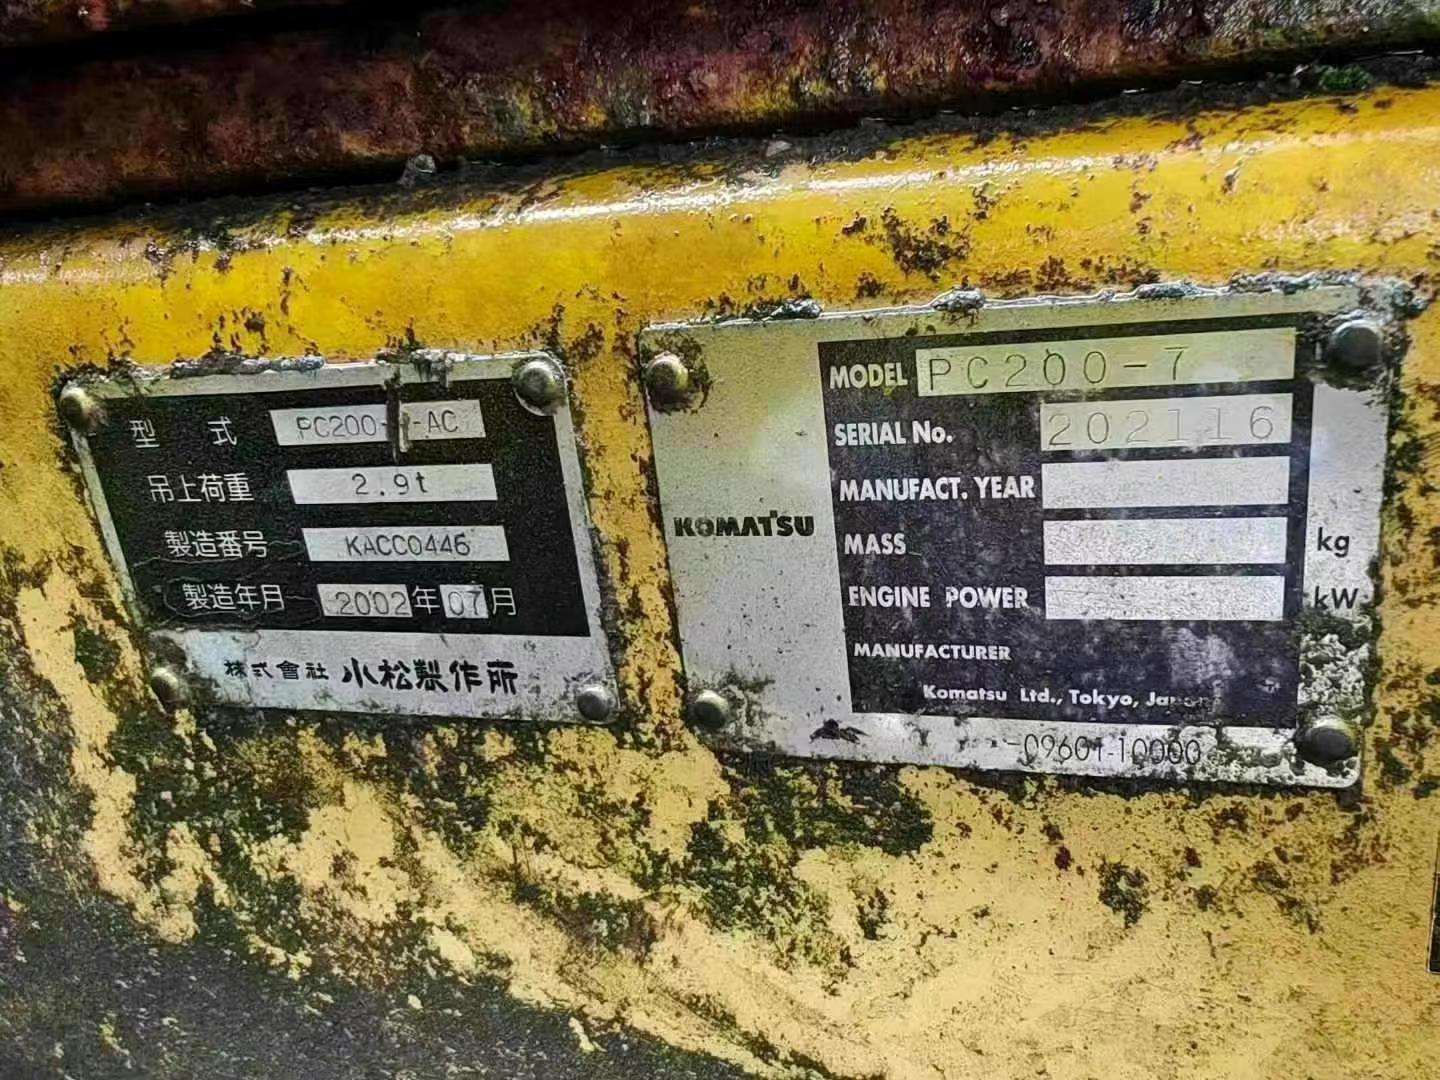 型式 PC200-7-AC
吊上荷重 2.9t
製造番号 KACC0446
製造年月 2002年07月
株式會社 小松製作所
KOMATSU
MODEL PC200-7
SERIAL No. 202116
MANUFACT. YEAR
MASS kg
ENGINE POWER kW
MANUFACTURER
Komatsu Ltd., Tokyo, Japan
09601-10000